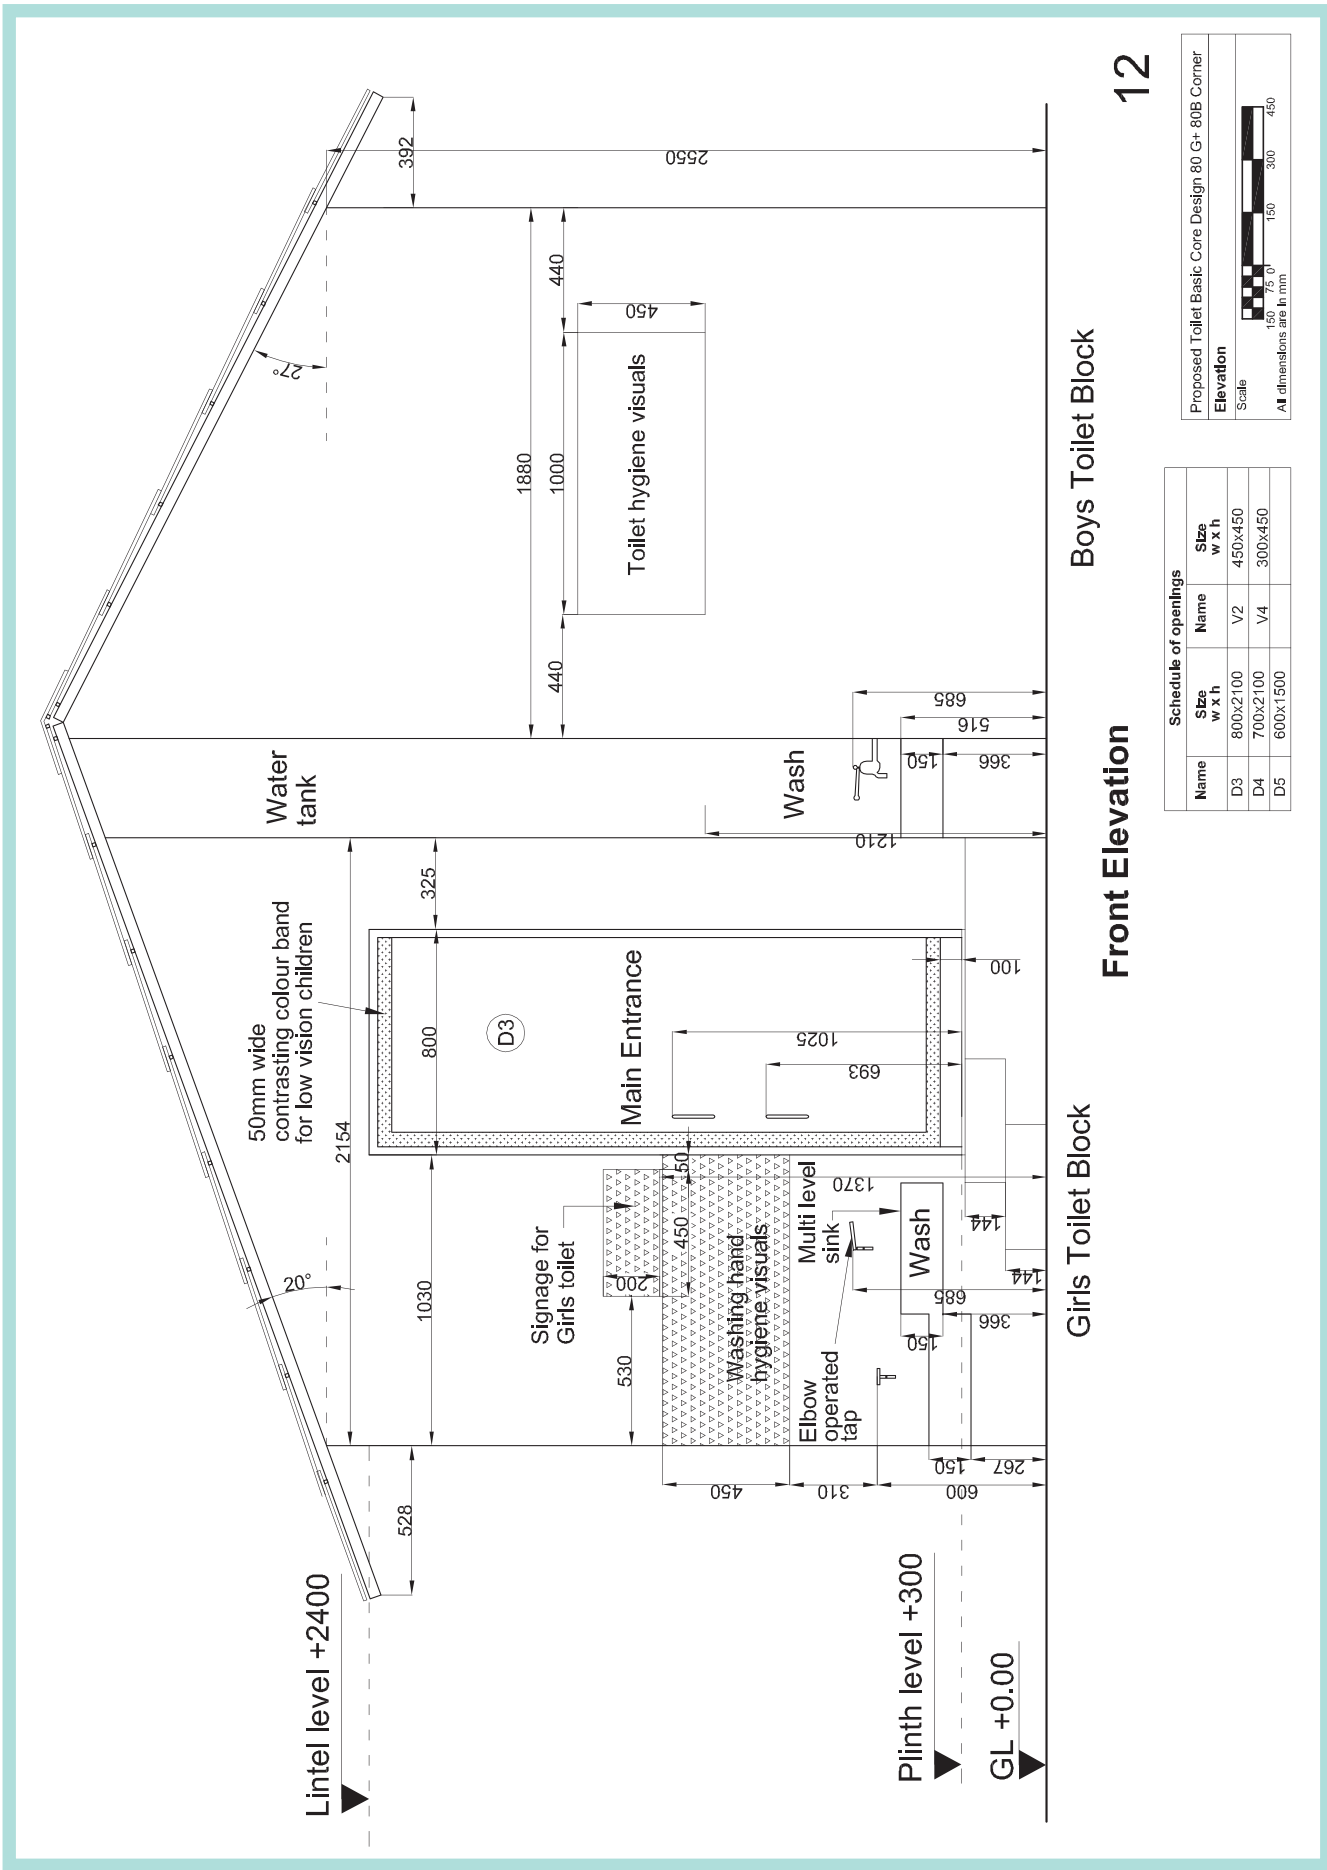 Lintel level +2400
Plinth level +300
GL +0.00
528
20°
2154
1030
50mm wide
contrasting colour band
for low vision children
800
325
D3
Main Entrance
1025
693
100
Signage for
Girls toilet
200
530
450
50
Washing hand
hygiene visuals
1370
Multi level
sink
Elbow
operated
tap
Wash
685
366
150
144
144
450
310
600
150
267
Water
tank
Wash
1210
150
366
516
685
27°
392
2550
1880
440
1000
440
450
Toilet hygiene visuals
Girls Toilet Block
Boys Toilet Block
Front Elevation
12
Schedule of openings
Name Size w x h Name Size w x h
D3 800x2100 V2 450x450
D4 700x2100 V4 300x450
D5 600x1500
Proposed Toilet Basic Core Design 80 G+ 80B Corner
Elevation
Scale
150 75 0 150 300 450
All dimensions are in mm